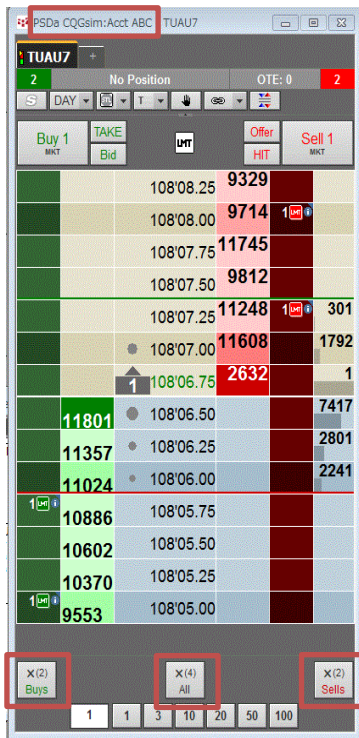 PSDa CQGsim:Acct ABC TUAU7
TUAU7 +
2 No Position OTE: 0 2
S DAY T
Buy 1 MKT TAKE Bid LMT Offer HIT Sell 1 MKT
108'08.25 9329
108'08.00 9714 1 LMT i
108'07.75 11745
108'07.50 9812
108'07.25 11248 1 LMT i 301
108'07.00 11608 1792
1 108'06.75 2632 1
11801 108'06.50 7417
11357 108'06.25 2801
11024 108'06.00 2241
1 LMT i 10886 108'05.75
10602 108'05.50
10370 108'05.25
1 LMT i 9553 108'05.00
X(2) X(4) X(2)
Buys All Sells
1 1 3 10 20 50 100